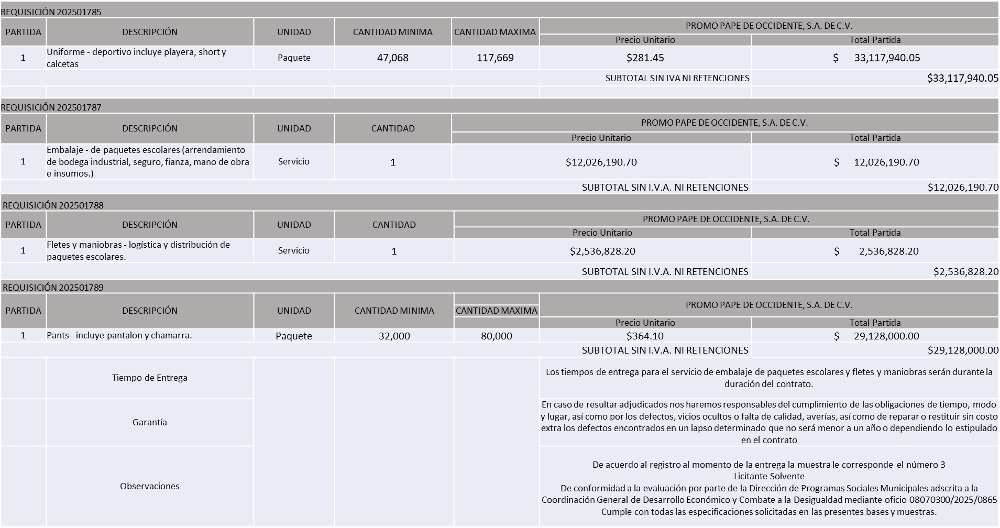 REQUISICIÓN 202501785
PARTIDA DESCRIPCIÓN UNIDAD CANTIDAD MINIMA CANTIDAD MAXIMA PROMO PAPE DE OCCIDENTE, S.A. DE C.V.
Precio Unitario Total Partida
1 Uniforme - deportivo incluye playera, short y
calcetas Paquete 47,068 117,669 $281.45 $ 33,117,940.05
SUBTOTAL SIN IVA NI RETENCIONES $33,117,940.05
REQUISICIÓN 202501787
PARTIDA DESCRIPCIÓN UNIDAD CANTIDAD PROMO PAPE DE OCCIDENTE, S.A. DE C.V.
Precio Unitario Total Partida
Embalaje - de paquetes escolares (arrendamiento
1 de bodega industrial, seguro, fianza, mano de obra Servicio 1 $12,026,190.70 $ 12,026,190.70
e insumos.)
SUBTOTAL SIN I.V.A. NI RETENCIONES $12,026,190.70
REQUISICIÓN 202501788
PARTIDA DESCRIPCIÓN UNIDAD CANTIDAD PROMO PAPE DE OCCIDENTE, S.A. DE C.V.
Precio Unitario Total Partida
1 Fletes y maniobras - logística y distribución de
paquetes escolares. Servicio 1 $2,536,828.20 $ 2,536,828.20
SUBTOTAL SIN I.V.A. NI RETENCIONES $2,536,828.20
REQUISICIÓN 202501789
PARTIDA DESCRIPCIÓN UNIDAD CANTIDAD MINIMA CANTIDAD MAXIMA PROMO PAPE DE OCCIDENTE, S.A. DE C.V.
Precio Unitario Total Partida
1 Pants - incluye pantalon y chamarra. Paquete 32,000 80,000 $364.10 $ 29,128,000.00
SUBTOTAL SIN I.V.A. NI RETENCIONES $29,128,000.00
Tiempo de Entrega
Los tiempos de entrega para el servicio de embalaje de paquetes escolares y fletes y maniobras serán durante la
duración del contrato.
Garantía
En caso de resultar adjudicados nos haremos responsables del cumplimiento de las obligaciones de tiempo, modo
y lugar, así como por los defectos, vicios ocultos o falta de calidad, averías, así como de reparar o restituir sin costo
extra los defectos encontrados en un lapso determinado que no será menor a un año o dependiendo lo estipulado
en el contrato
Observaciones
De acuerdo al registro al momento de la entrega la muestra le corresponde el número 3
Licitante Solvente
De conformidad a la evaluación por parte de la Dirección de Programas Sociales Municipales adscrita a la
Coordinación General de Desarrollo Económico y Combate a la Desigualdad mediante oficio 08070300/2025/0865
Cumple con todas las especificaciones solicitadas en las presentes bases y muestras.